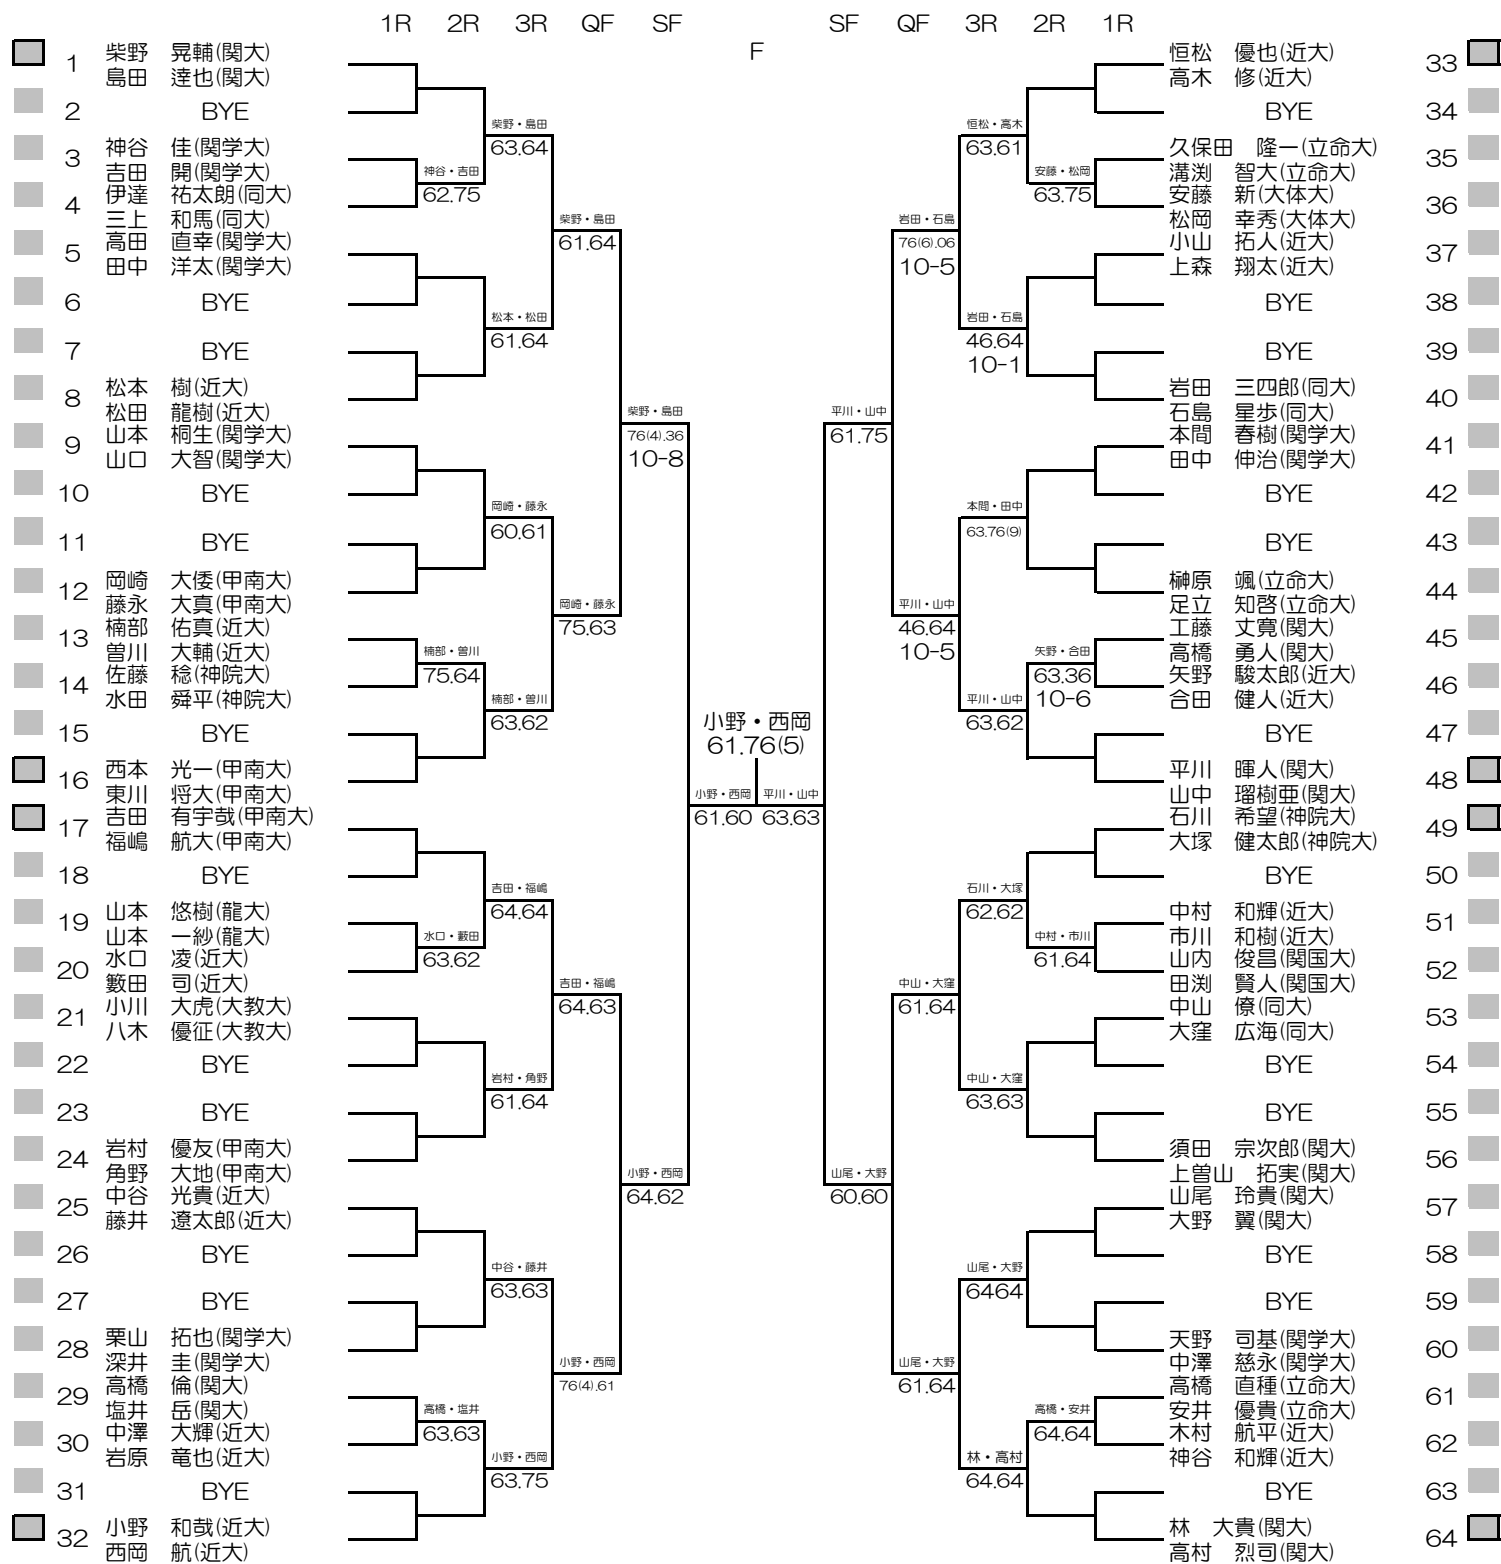 1R 2R 3R QF SF F SF QF 3R 2R 1R
1 柴野 晃輔(関大)
島田 達也(関大)
2 BYE
3 神谷 佳(関学大)
吉田 開(関学大)
4 伊達 祐太朗(同大)
三上 和馬(同大)
5 高田 直幸(関学大)
田中 洋太(関学大)
6 BYE
7 BYE
8 松本 樹(近大)
松田 龍樹(近大)
9 山本 桐生(関学大)
山口 大智(関学大)
10 BYE
11 BYE
12 岡崎 大倭(甲南大)
藤永 大真(甲南大)
13 楠部 佑真(近大)
曽川 大輔(近大)
14 佐藤 稔(神院大)
水田 舜平(神院大)
15 BYE
16 西本 光一(甲南大)
東川 将大(甲南大)
17 吉田 有宇哉(甲南大)
福嶋 航大(甲南大)
18 BYE
19 山本 悠樹(龍大)
山本 一紗(龍大)
20 水口 凌(近大)
籔田 司(近大)
21 小川 大虎(大教大)
八木 優征(大教大)
22 BYE
23 BYE
24 岩村 優友(甲南大)
角野 大地(甲南大)
25 中谷 光貴(近大)
藤井 遼太郎(近大)
26 BYE
27 BYE
28 栗山 拓也(関学大)
深井 圭(関学大)
29 高橋 倫(関大)
塩井 岳(関大)
30 中澤 大輝(近大)
岩原 竜也(近大)
31 BYE
32 小野 和哉(近大)
西岡 航(近大)
神谷・吉田
62.75
楠部・曽川
75.64
水口・籔田
63.62
高橋・塩井
63.63
柴野・島田
63.64
松本・松田
61.64
岡崎・藤永
60.61
楠部・曽川
63.62
吉田・福嶋
64.64
岩村・角野
61.64
中谷・藤井
63.63
小野・西岡
63.75
柴野・島田
61.64
岡崎・藤永
75.63
吉田・福嶋
64.63
小野・西岡
76(4).61
柴野・島田
76(4).36
10-8
小野・西岡
64.62
小野・西岡
61.60
小野・西岡
61.76(5)
平川・山中
63.63
平川・山中
61.75
山尾・大野
60.60
岩田・石島
76(6).06
10-5
平川・山中
46.64
10-5
中山・大窪
61.64
山尾・大野
61.64
恒松・高木
63.61
岩田・石島
46.64
10-1
本間・田中
63.76(9)
平川・山中
63.62
石川・大塚
62.62
中山・大窪
63.63
山尾・大野
6464
林・高村
64.64
安藤・松岡
63.75
矢野・合田
63.36
10-6
中村・市川
61.64
高橋・安井
64.64
恒松 優也(近大) 33
高木 修(近大)
BYE 34
久保田 隆一(立命大) 35
溝渕 智大(立命大)
安藤 新(大体大) 36
松岡 幸秀(大体大)
小山 拓人(近大) 37
上森 翔太(近大)
BYE 38
BYE 39
岩田 三四郎(同大) 40
石島 星歩(同大)
本間 春樹(関学大) 41
田中 伸治(関学大)
BYE 42
BYE 43
榊原 颯(立命大) 44
足立 知啓(立命大)
工藤 丈寛(関大) 45
高橋 勇人(関大)
矢野 駿太郎(近大) 46
合田 健人(近大)
BYE 47
平川 暉人(関大) 48
山中 瑠樹亜(関大)
石川 希望(神院大) 49
大塚 健太郎(神院大)
BYE 50
中村 和輝(近大) 51
市川 和樹(近大)
山内 俊昌(関国大) 52
田渕 賢人(関国大)
中山 僚(同大) 53
大窪 広海(同大)
BYE 54
BYE 55
須田 宗次郎(関大) 56
上曽山 拓実(関大)
山尾 玲貴(関大) 57
大野 翼(関大)
BYE 58
BYE 59
天野 司基(関学大) 60
中澤 慈永(関学大)
高橋 直種(立命大) 61
安井 優貴(立命大)
木村 航平(近大) 62
神谷 和輝(近大)
BYE 63
林 大貴(関大) 64
高村 烈司(関大)